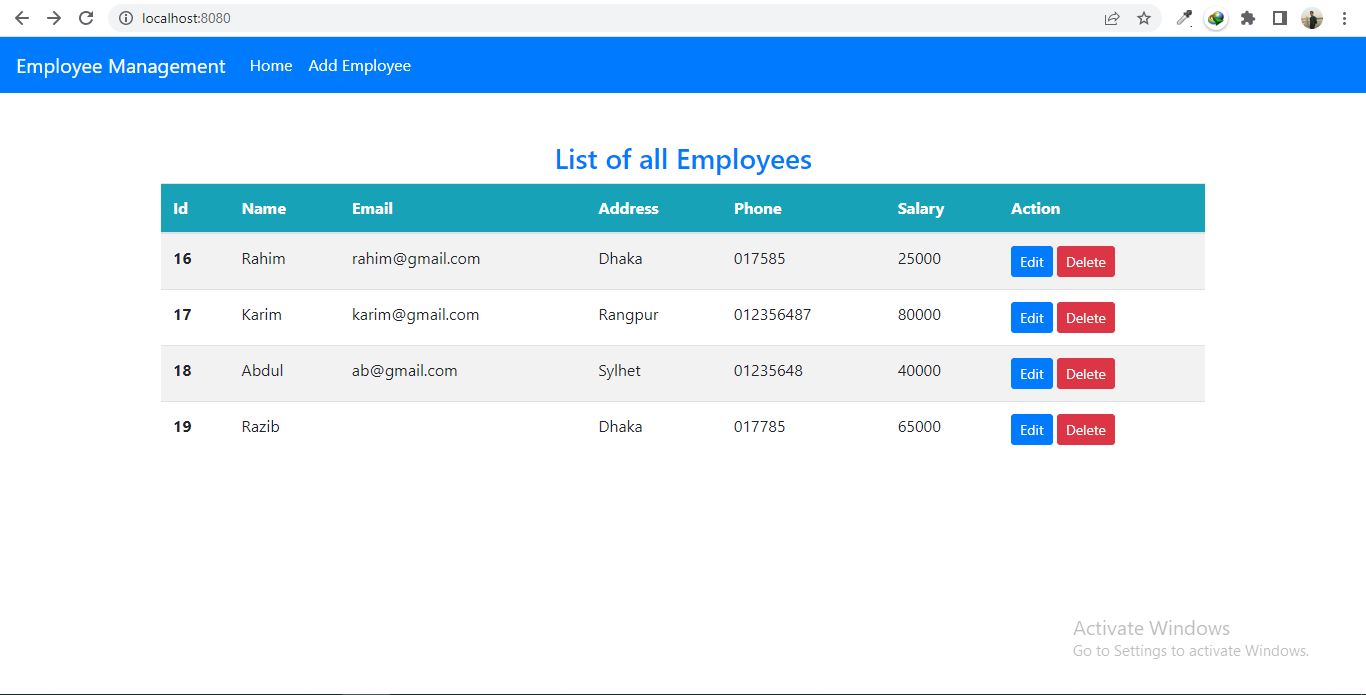 localhost:8080
Employee Management Home Add Employee
List of all Employees
Id Name Email Address Phone Salary Action
16 Rahim rahim@gmail.com Dhaka 017585 25000 Edit Delete
17 Karim karim@gmail.com Rangpur 012356487 80000 Edit Delete
18 Abdul ab@gmail.com Sylhet 01235648 40000 Edit Delete
19 Razib Dhaka 017785 65000 Edit Delete
Activate Windows
Go to Settings to activate Windows.